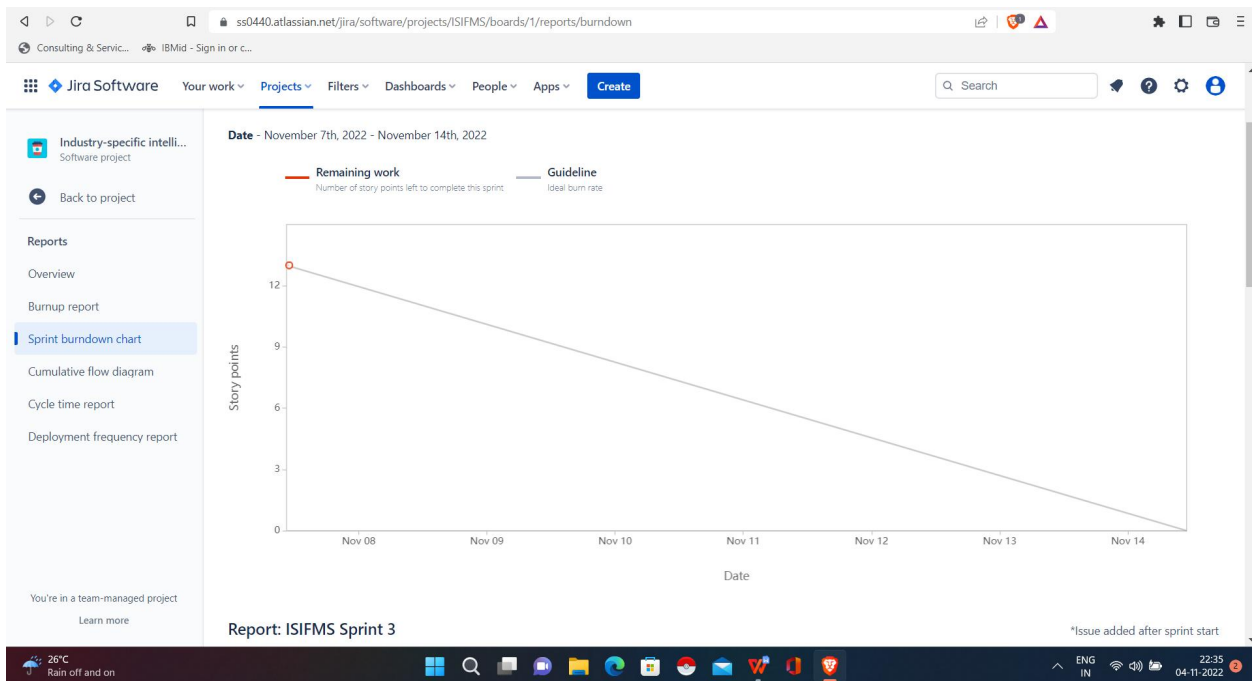 ss0440.atlassian.net/jira/software/projects/ISIFMS/boards/1/reports/burndown
Consulting & Servic... IBMid - Sign in or c...
Jira Software Your work Projects Filters Dashboards People Apps Create Search
Industry-specific intelli...
Software project
Back to project
Reports
Overview
Burnup report
Sprint burndown chart
Cumulative flow diagram
Cycle time report
Deployment frequency report
You're in a team-managed project
Learn more
Date - November 7th, 2022 - November 14th, 2022
Remaining work
Number of story points left to complete this sprint
Guideline
Ideal burn rate
Story points
12
9
6
3
0
Nov 08 Nov 09 Nov 10 Nov 11 Nov 12 Nov 13 Nov 14
Date
Report: ISIFMS Sprint 3
*Issue added after sprint start
26°C
Rain off and on
ENG
IN
22:35
04-11-2022
2